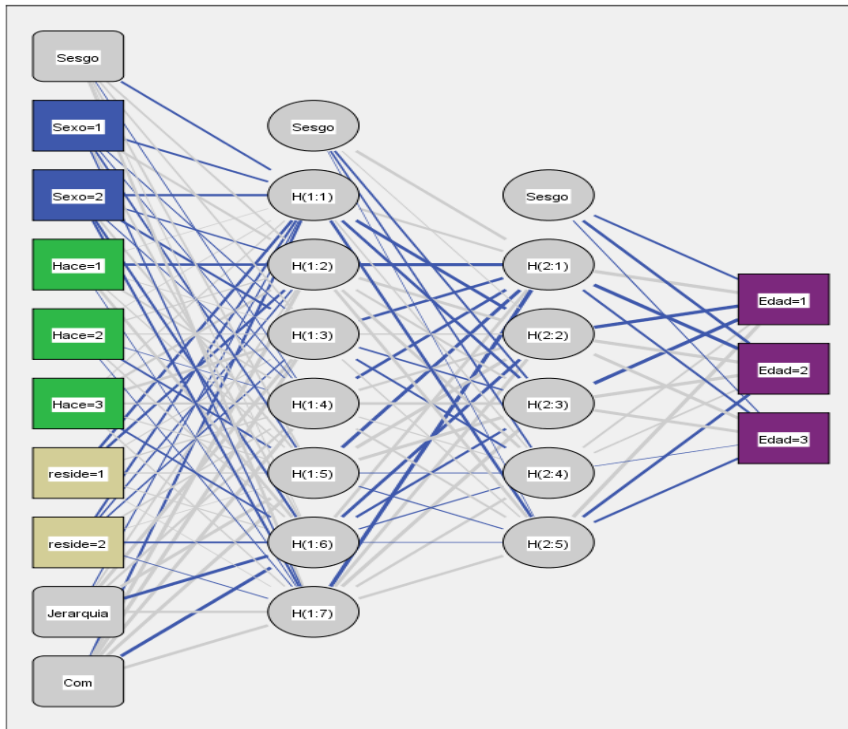 Sesgo
Sexo=1
Sexo=2
Hace=1
Hace=2
Hace=3
reside=1
reside=2
Jerarquia
Com
Sesgo
H(1:1)
H(1:2)
H(1:3)
H(1:4)
H(1:5)
H(1:6)
H(1:7)
Sesgo
H(2:1)
H(2:2)
H(2:3)
H(2:4)
H(2:5)
Edad=1
Edad=2
Edad=3